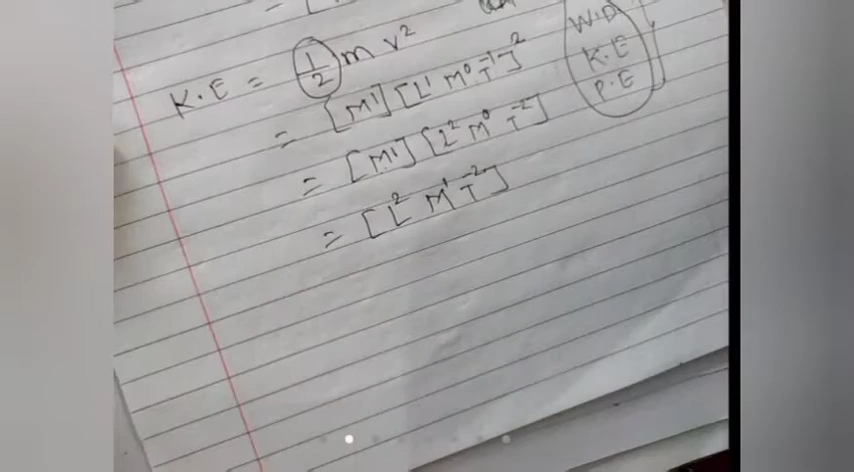 K.E = (1/2) m v²
= [M¹] [L¹ M⁰ T⁻¹]²
= [M¹] [L² M⁰ T⁻²]
= [L² M¹ T⁻²]
W.D
K.E
P.E